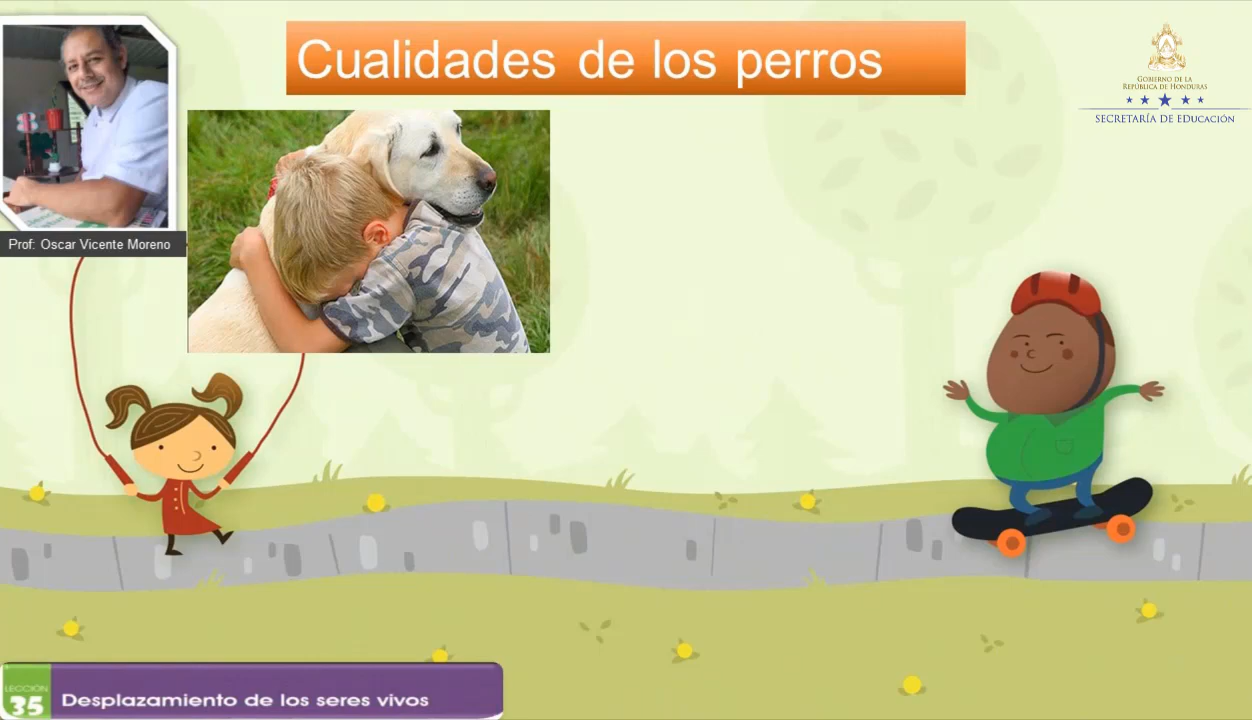 Cualidades de los perros
GOBIERNO DE LA
REPÚBLICA DE HONDURAS
SECRETARÍA DE EDUCACIÓN
Prof: Oscar Vicente Moreno
LECCIÓN
35
Desplazamiento de los seres vivos